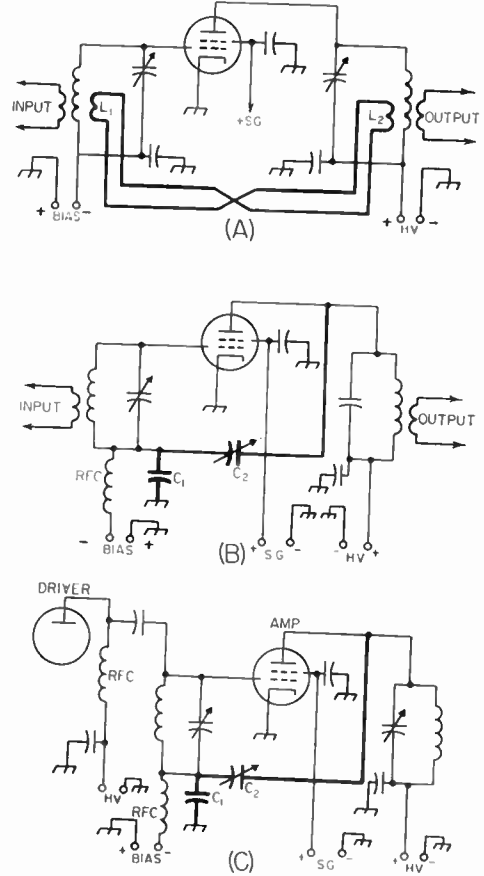 INPUT L₁ +SG L₂ OUTPUT
+ BIAS - + HV -
(A)
INPUT OUTPUT
RFC C₁ C₂
- BIAS + + SG - - HV +
(B)
DRIVER AMP
RFC
C₁ C₂
HV RFC
+ BIAS - + SG - + HV -
(C)